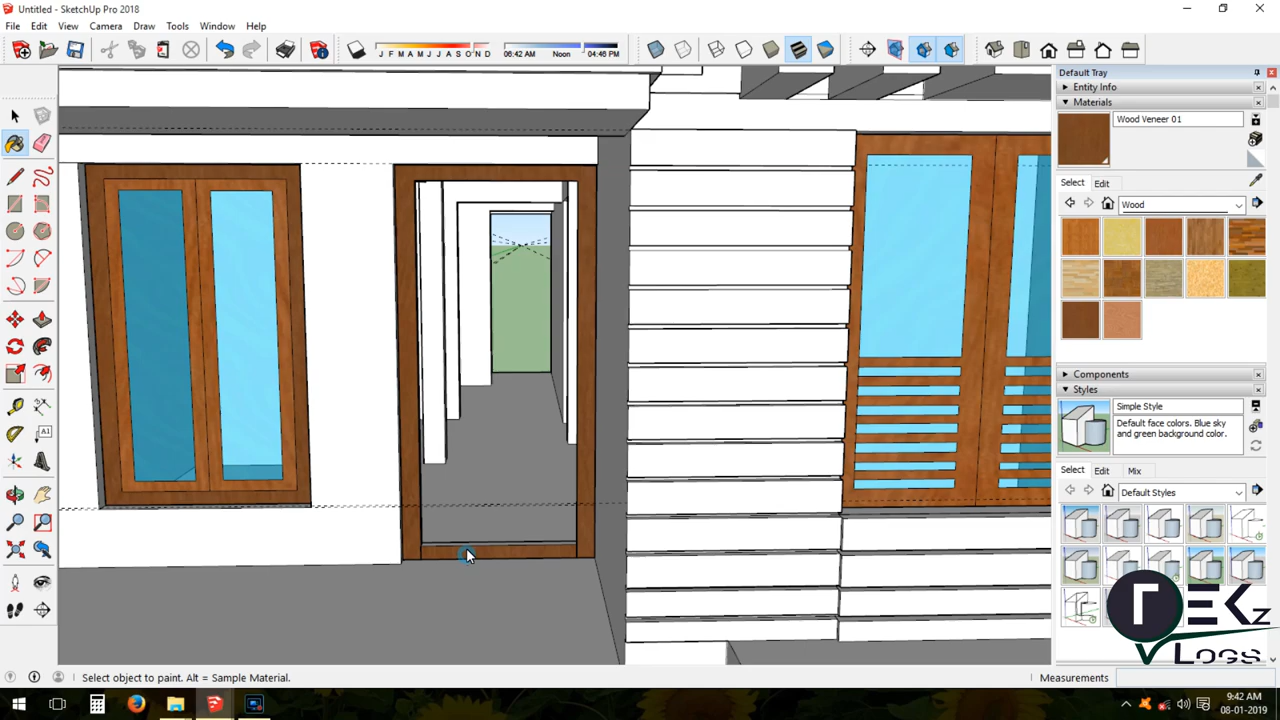 Untitled - SketchUp Pro 2018
File Edit View Camera Draw Tools Window Help
J F M A M J J A S O N D
06:42 AM Noon 04:46 PM
Default Tray
Entity Info
Materials
Wood Veneer 01
Select Edit
Wood
Components
Styles
Simple Style
Default face colors. Blue sky and green background color.
Select Edit Mix
Default Styles
A1
TEKz
VLogs
Select object to paint. Alt = Sample Material.
Measurements
9:42 AM
08-01-2019